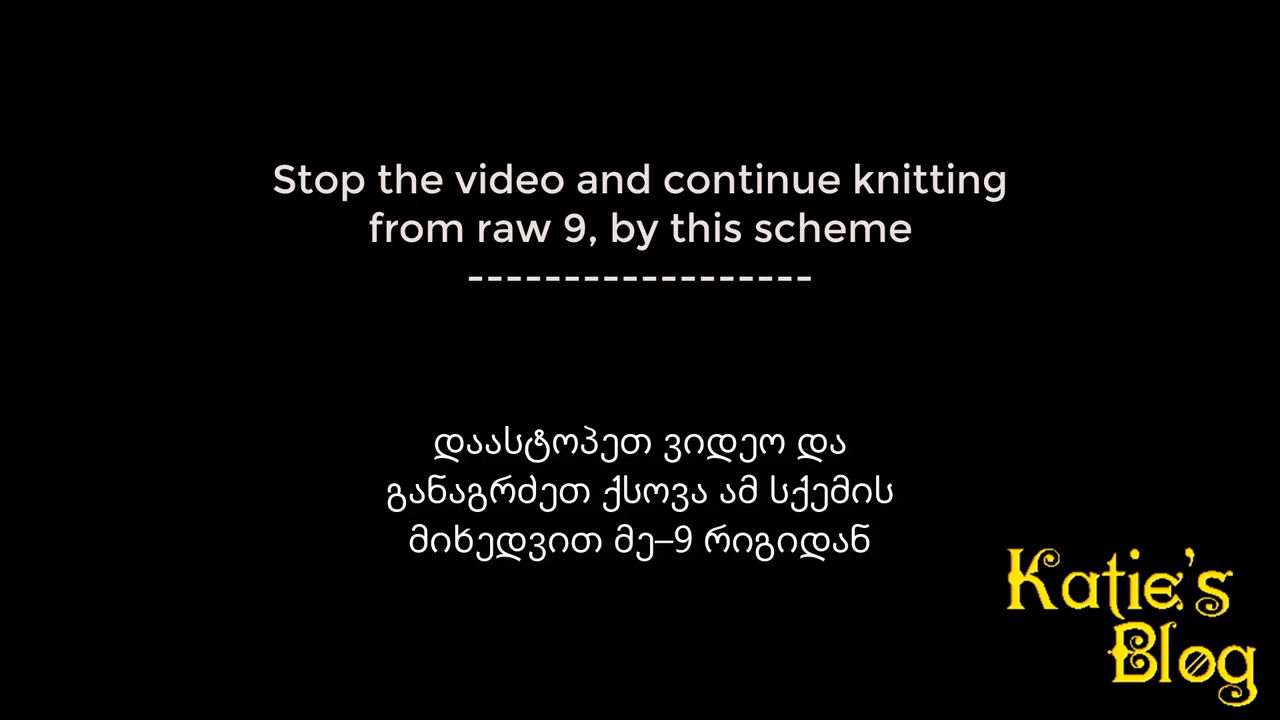 Stop the video and continue knitting
from raw 9, by this scheme
------------------
დაასტოპეთ ვიდეო და
განაგრძეთ ქსოვა ამ სქემის
მიხედვით მე–9 რიგიდან
Katie's
Blog